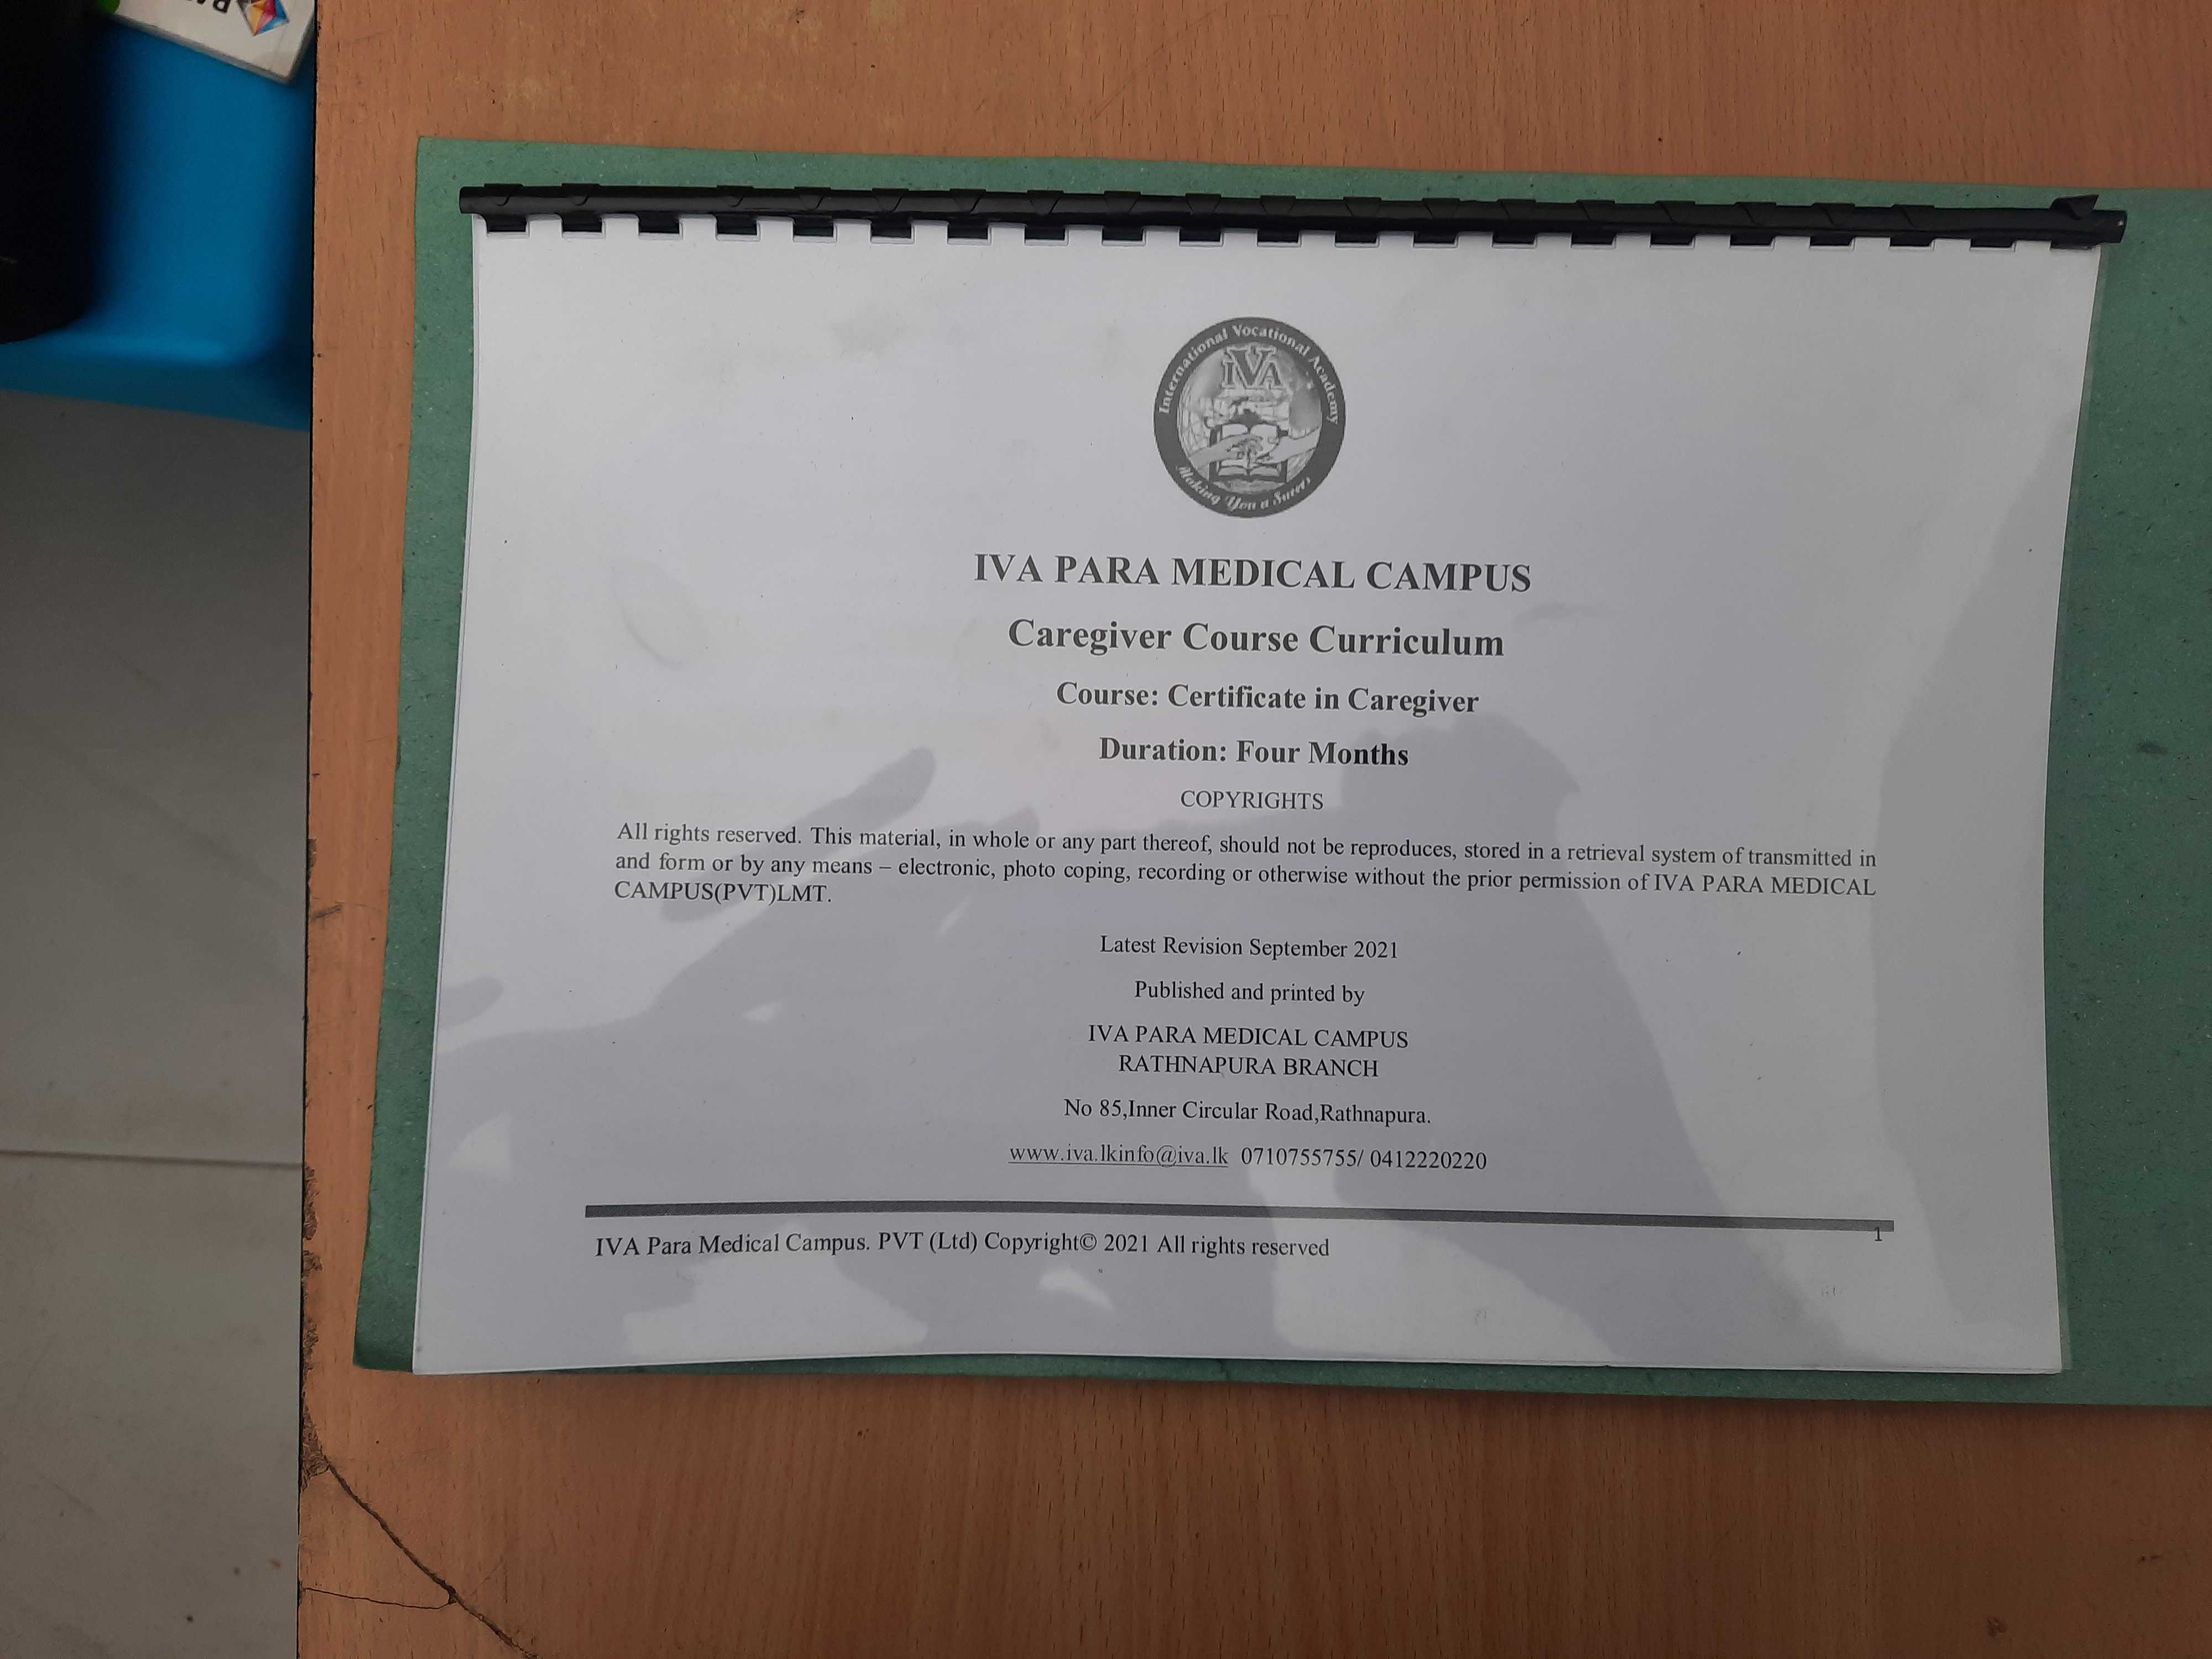 International Vocational Academy
IVA
Making You a
IVA PARA MEDICAL CAMPUS
Caregiver Course Curriculum
Course: Certificate in Caregiver
Duration: Four Months
COPYRIGHTS
All rights reserved. This material, in whole or any part thereof, should not be reproduces, stored in a retrieval system of transmitted in
and form or by any means – electronic, photo coping, recording or otherwise without the prior permission of IVA PARA MEDICAL
CAMPUS(PVT)LMT.
Latest Revision September 2021
Published and printed by
IVA PARA MEDICAL CAMPUS
RATHNAPURA BRANCH
No 85,Inner Circular Road,Rathnapura.
www.iva.lkinfo@iva.lk 0710755755/ 0412220220
1
IVA Para Medical Campus. PVT (Ltd) Copyright© 2021 All rights reserved